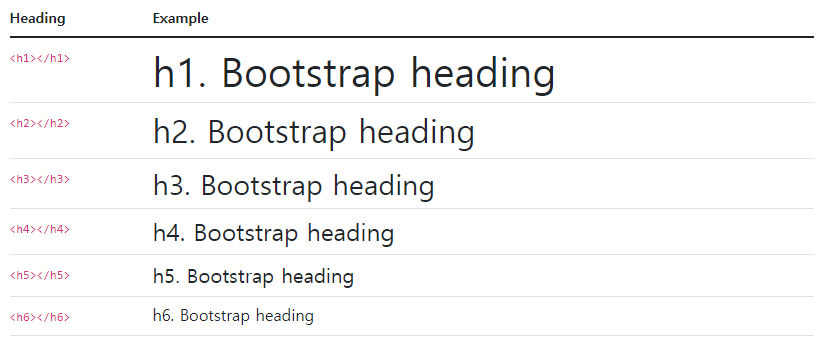 Heading Example
<h1></h1> h1. Bootstrap heading
<h2></h2> h2. Bootstrap heading
<h3></h3> h3. Bootstrap heading
<h4></h4> h4. Bootstrap heading
<h5></h5> h5. Bootstrap heading
<h6></h6> h6. Bootstrap heading